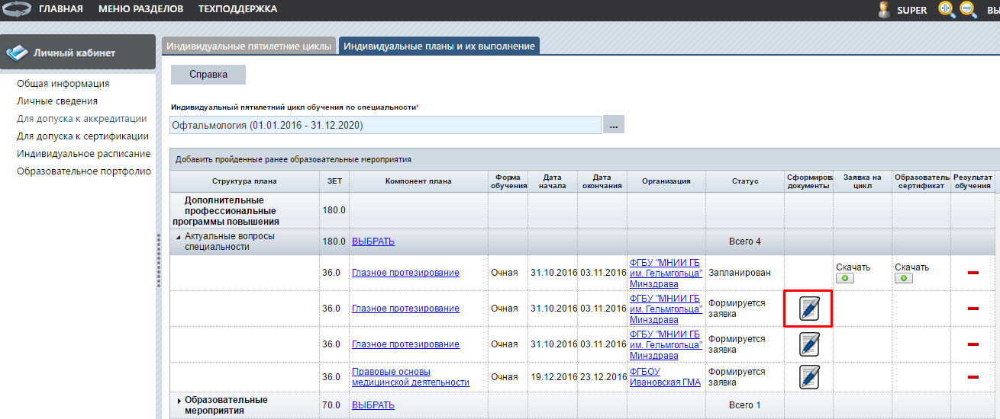 ГЛАВНАЯ МЕНЮ РАЗДЕЛОВ ТЕХПОДДЕРЖКА SUPER ВЫ
Личный кабинет
Общая информация
Личные сведения
Для допуска к аккредитации
Для допуска к сертификации
Индивидуальное расписание
Образовательное портфолио
Индивидуальные пятилетние циклы Индивидуальные планы и их выполнение
Справка
Индивидуальный пятилетний цикл обучения по специальности*
Офтальмология (01.01.2016 - 31.12.2020) ...
Добавить пройденные ранее образовательные мероприятия
Структура плана ЗЕТ Компонент плана Форма обучения Дата начала Дата окончания Организация Статус Сформирова документы Заявка на цикл Образователь сертификат Результат обучения
Дополнительные
профессиональные
программы повышения
180.0
Актуальные вопросы
специальности
180.0 ВЫБРАТЬ Всего 4
36.0 Глазное протезирование Очная 31.10.2016 03.11.2016
ФГБУ "МНИИ ГБ
им. Гельмгольца"
Минздрава
Запланирован Скачать Скачать
36.0 Глазное протезирование Очная 31.10.2016 03.11.2016
ФГБУ "МНИИ ГБ
им. Гельмгольца"
Минздрава
Формируется
заявка
36.0 Глазное протезирование Очная 31.10.2016 03.11.2016
ФГБУ "МНИИ ГБ
им. Гельмгольца"
Минздрава
Формируется
заявка
36.0
Правовые основы
медицинской деятельности
Очная 19.12.2016 23.12.2016
ФГБОУ
Ивановская ГМА
Формируется
заявка
Образовательные
мероприятия
70.0 ВЫБРАТЬ Всего 1